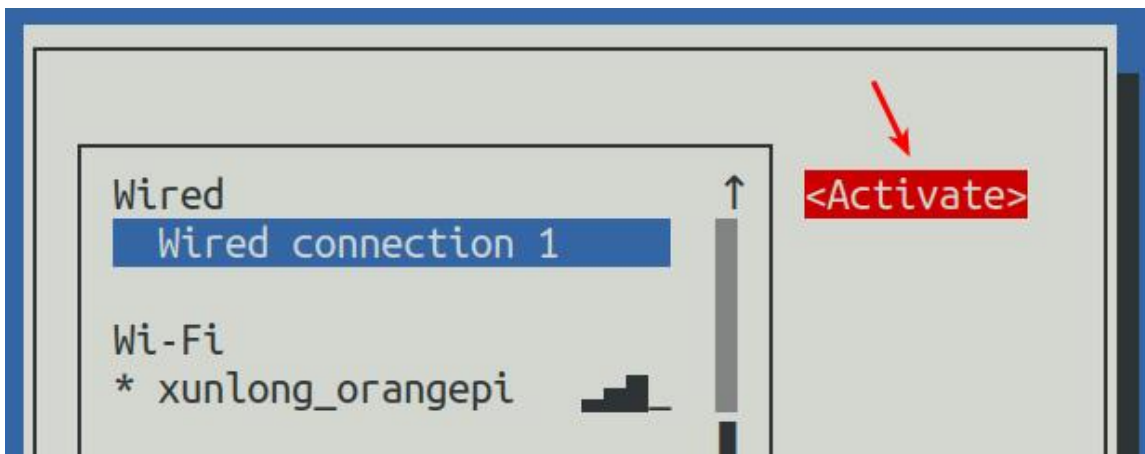 Wired
<Activate>
Wired connection 1
Wi-Fi
* xunlong_orangepi